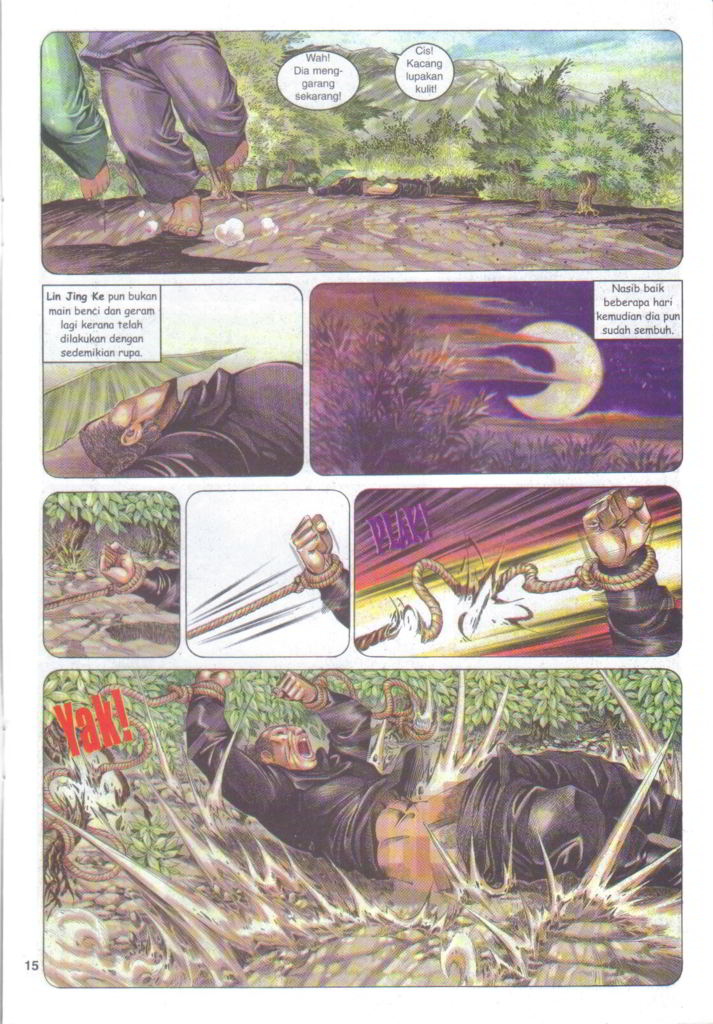 Wah!
Dia meng-
garang
sekarang!
Cis!
Kacang
lupakan
kulit!
Lin Jing Ke pun bukan
main benci dan geram
lagi kerana telah
dilakukan dengan
sedemikian rupa.
Nasib baik
beberapa hari
kemudian dia pun
sudah sembuh.
PEAK!
Yak!
15